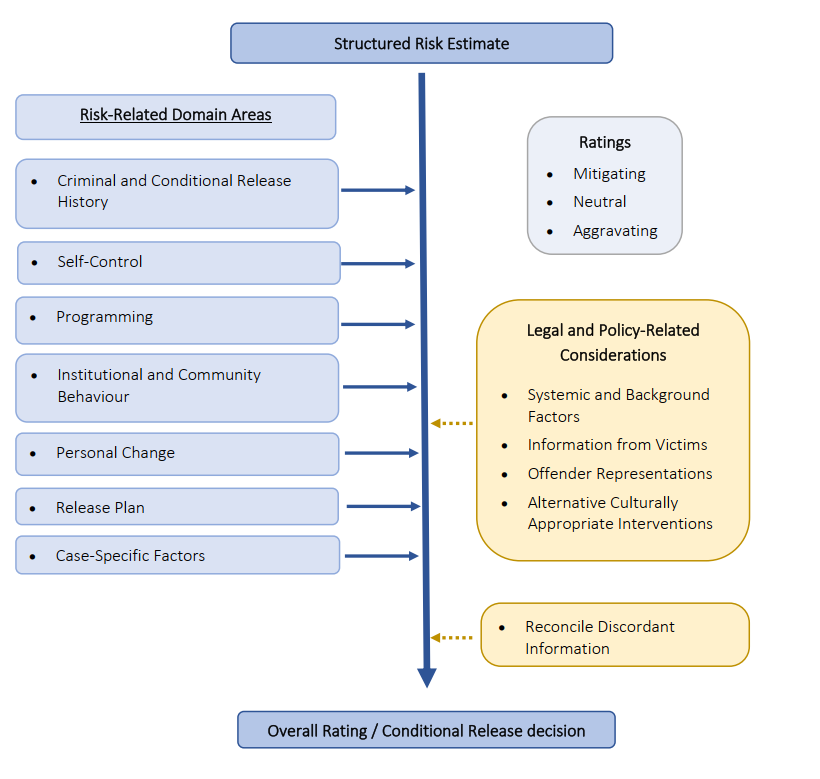 Structured Risk Estimate
Risk-Related Domain Areas
• Criminal and Conditional Release
History
• Self-Control
• Programming
• Institutional and Community
Behaviour
• Personal Change
• Release Plan
• Case-Specific Factors
Ratings
• Mitigating
• Neutral
• Aggravating
Legal and Policy-Related
Considerations
• Systemic and Background
Factors
• Information from Victims
• Offender Representations
• Alternative Culturally
Appropriate Interventions
• Reconcile Discordant
Information
Overall Rating / Conditional Release decision